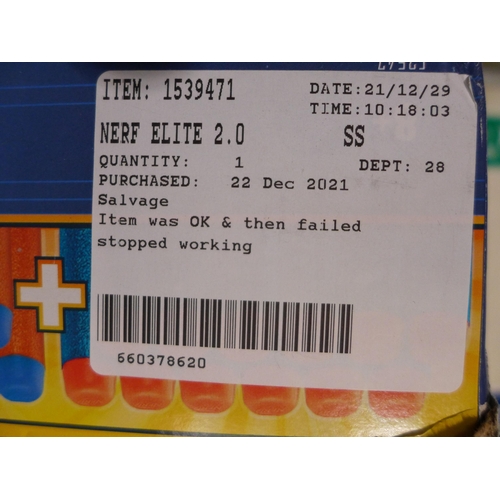 ITEM: 1539471 DATE:21/12/29
TIME:10:18:03
NERF ELITE 2.0 SS
QUANTITY: 1 DEPT: 28
PURCHASED: 22 Dec 2021
Salvage
Item was OK & then failed
stopped working
660378620